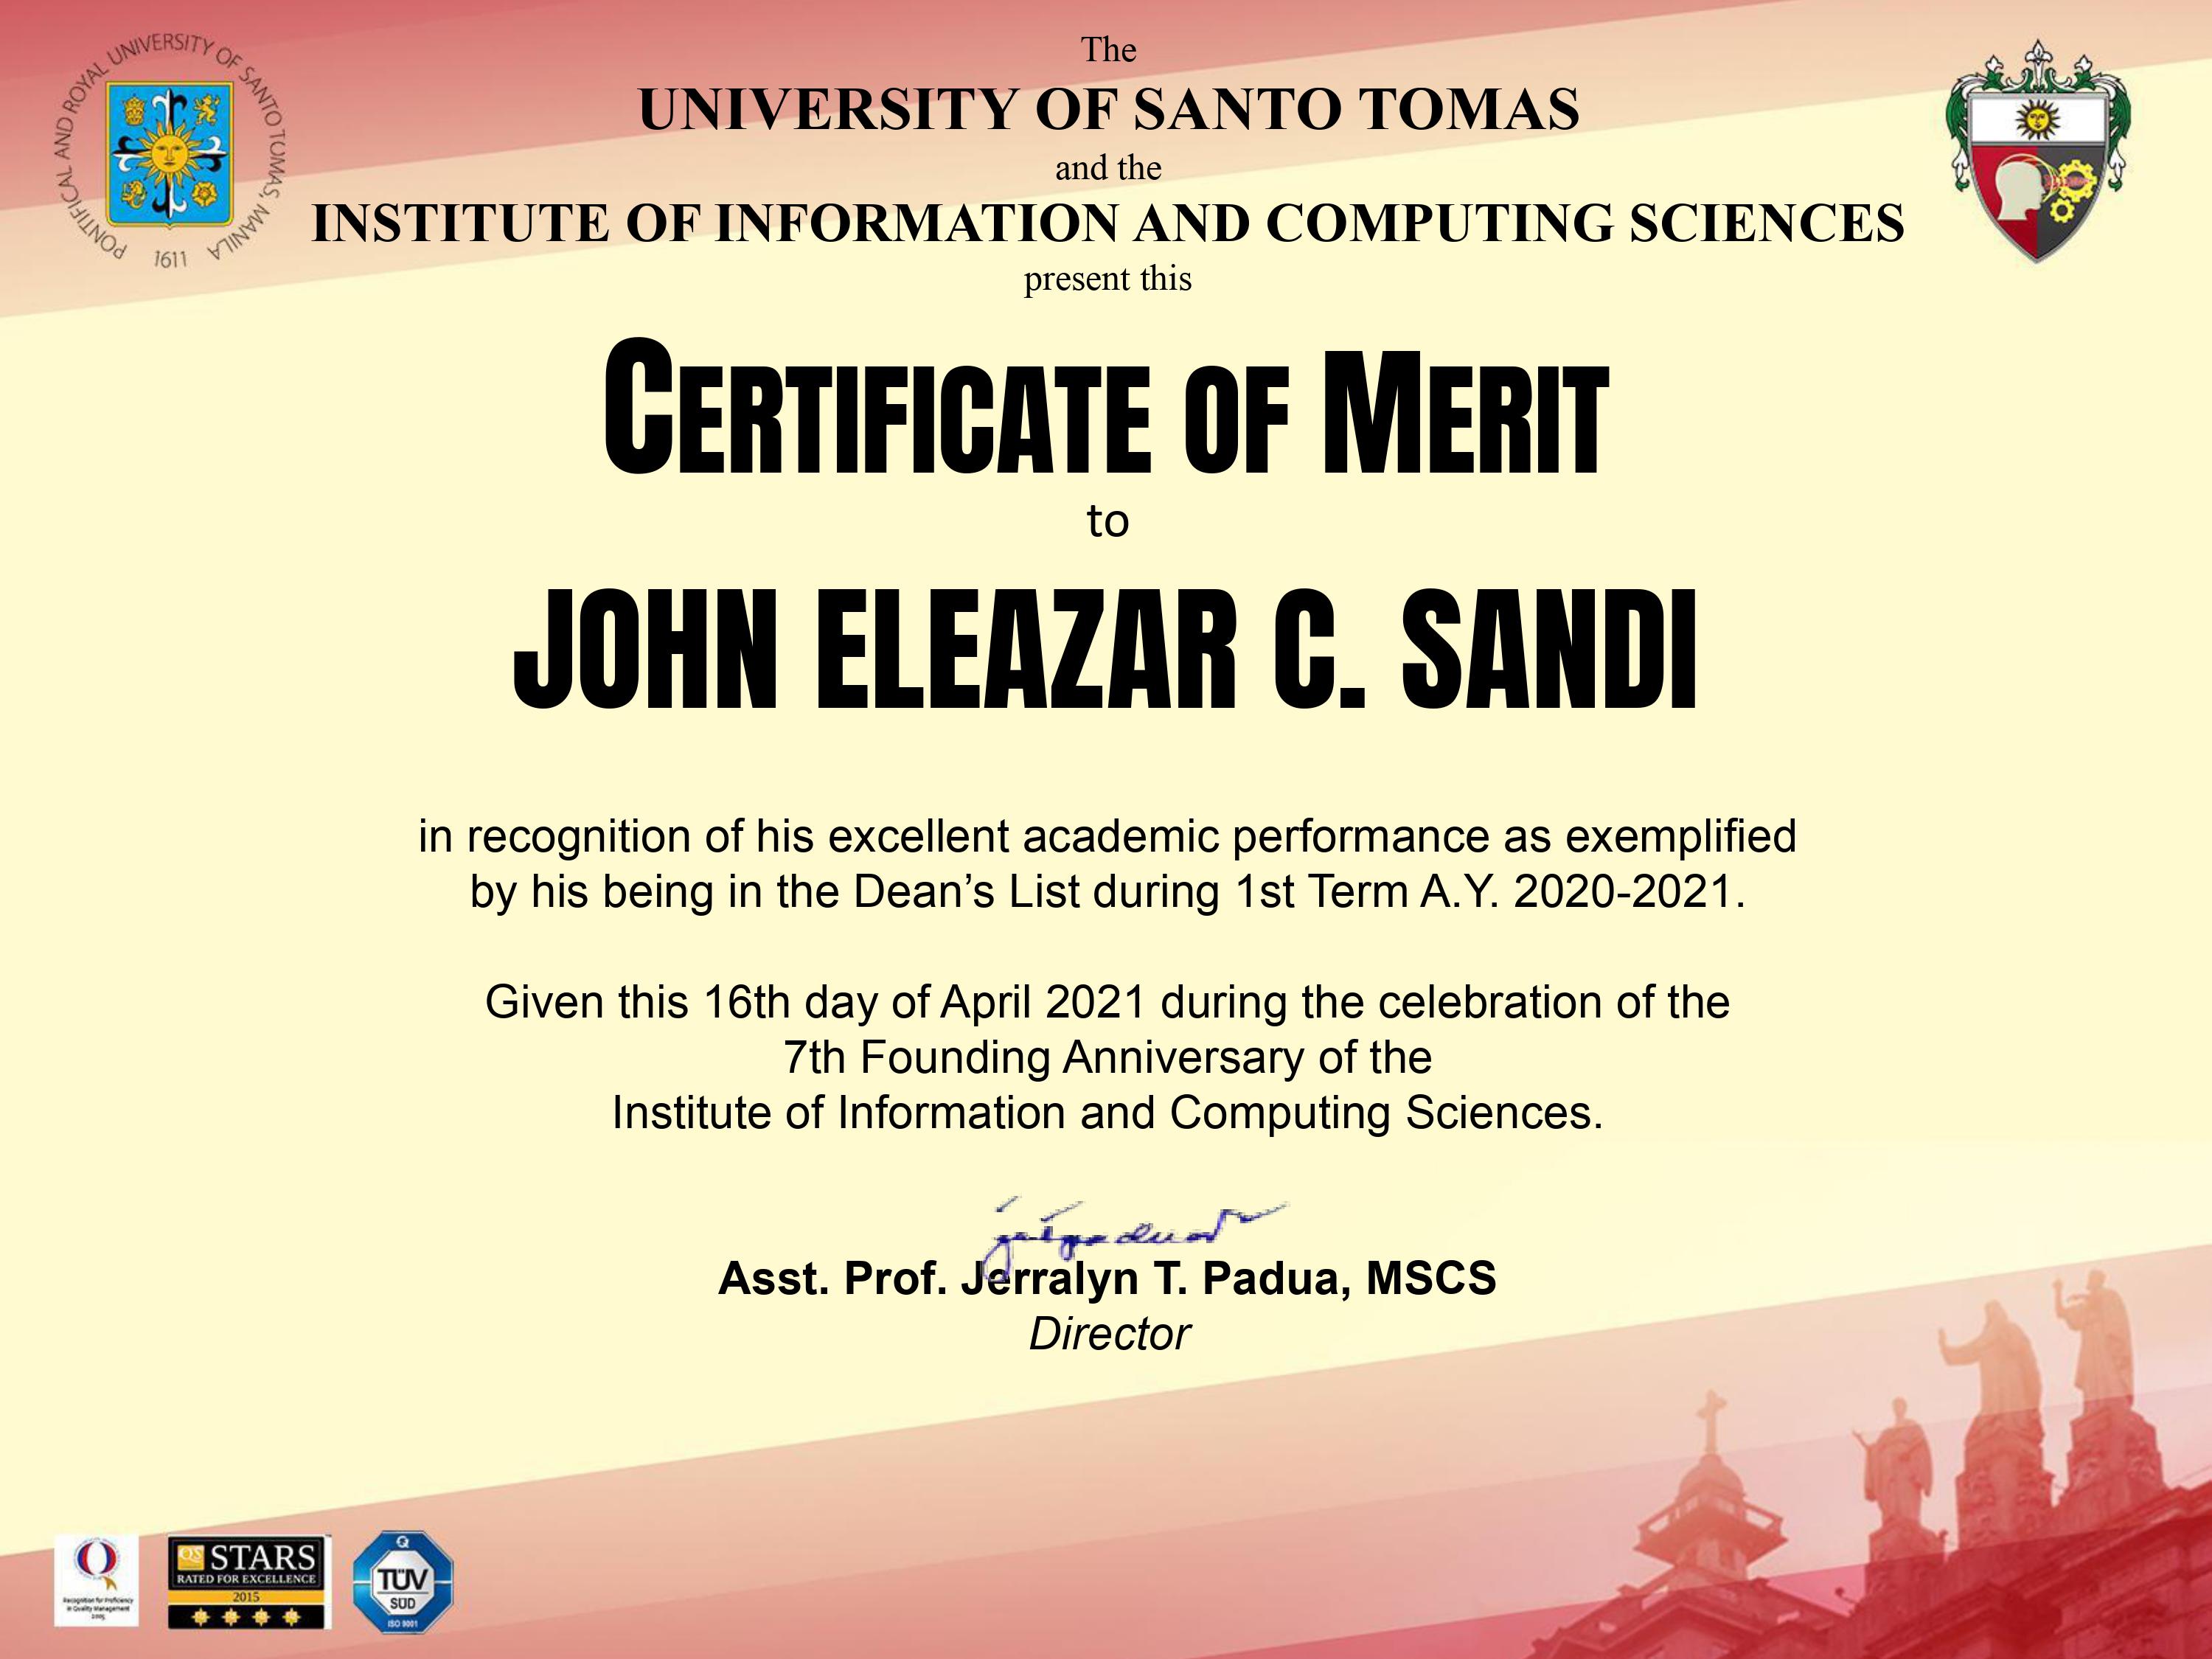 PONTIFICAL AND ROYAL UNIVERSITY OF SANTO TOMAS, MANILA
1611
The
UNIVERSITY OF SANTO TOMAS
and the
INSTITUTE OF INFORMATION AND COMPUTING SCIENCES
present this
CERTIFICATE OF MERIT
to
JOHN ELEAZAR C. SANDI
in recognition of his excellent academic performance as exemplified
by his being in the Dean’s List during 1st Term A.Y. 2020-2021.
Given this 16th day of April 2021 during the celebration of the
7th Founding Anniversary of the
Institute of Information and Computing Sciences.
Asst. Prof. Jerralyn T. Padua, MSCS
Director
Q
Recognition for Proficiency
in Quality Management
QS STARS
RATED FOR EXCELLENCE
2015
Q
TÜV
SÜD
ISO 9001